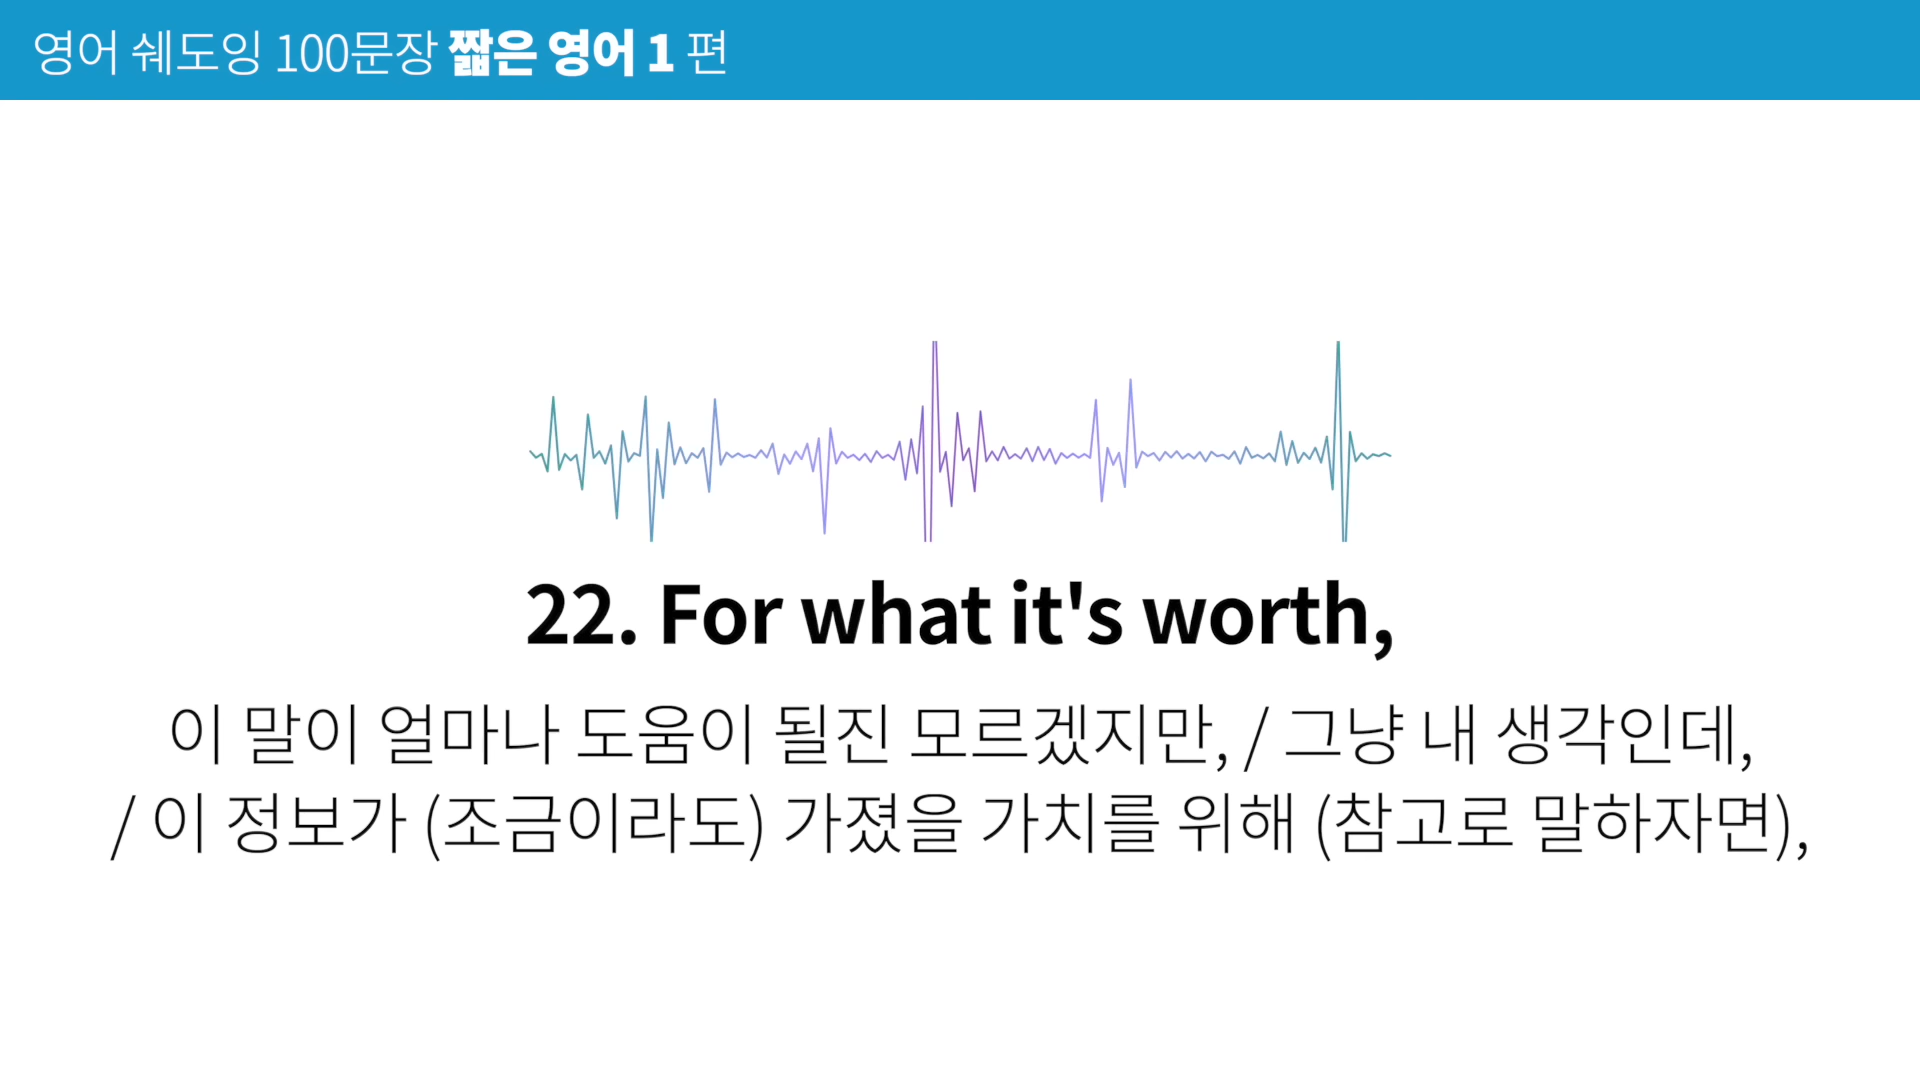 영어 쉐도잉 100문장 짧은 영어 1 편
22. For what it's worth,
이 말이 얼마나 도움이 될진 모르겠지만, / 그냥 내 생각인데,
/ 이 정보가 (조금이라도) 가졌을 가치를 위해 (참고로 말하자면),